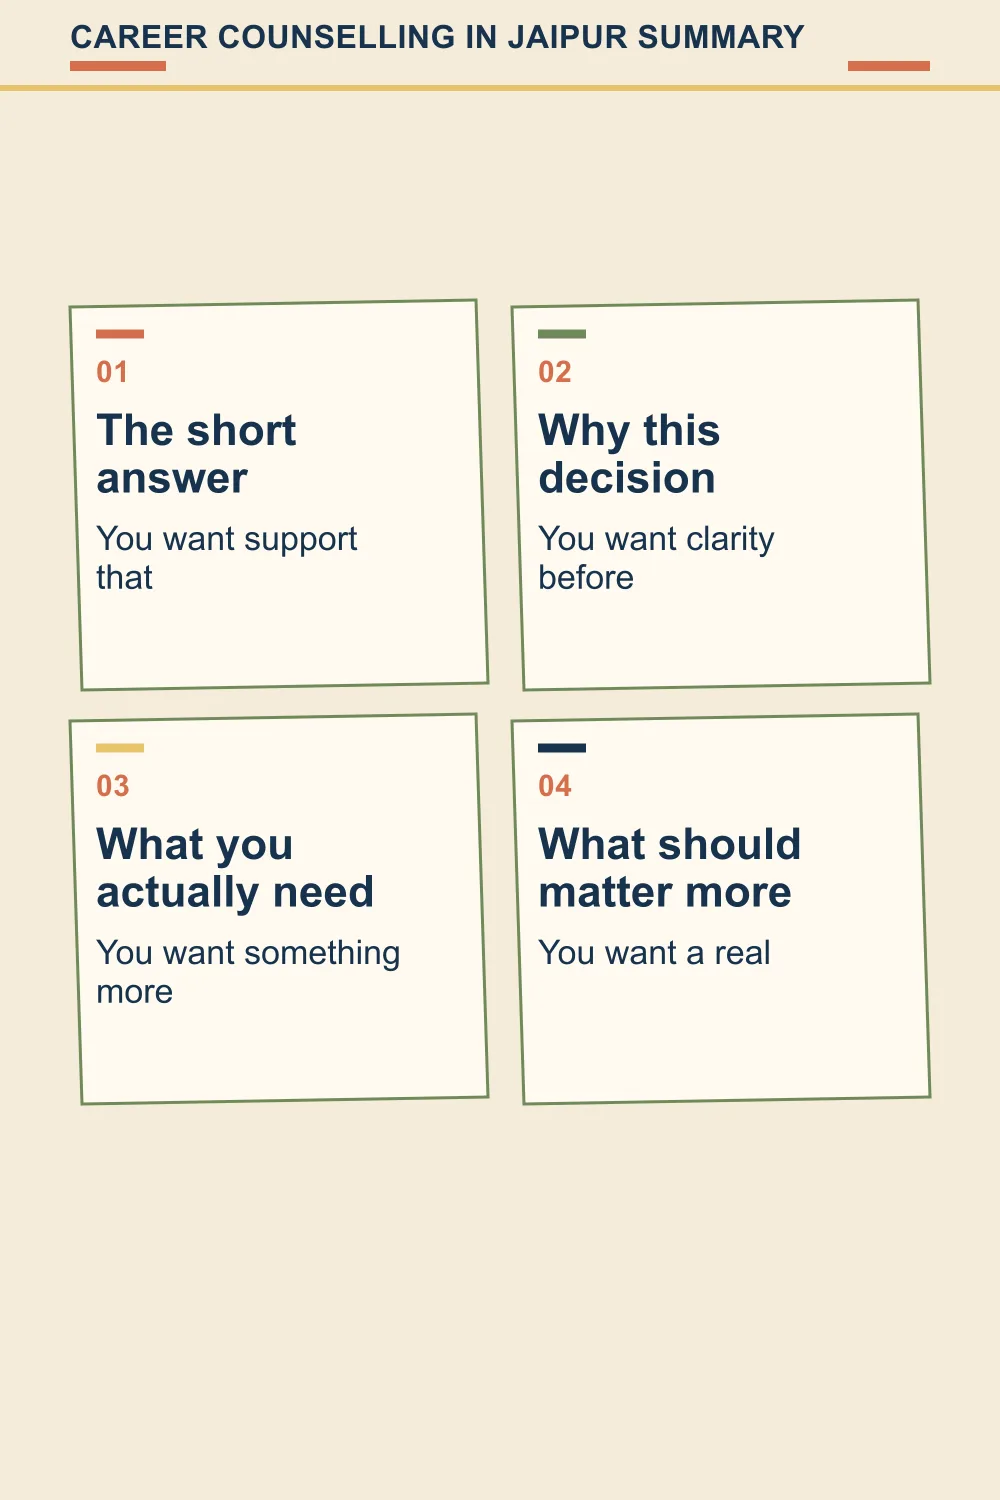 CAREER COUNSELLING IN JAIPUR SUMMARY
01
The short
answer
You want support
that
02
Why this
decision
You want clarity
before
03
What you
actually need
You want something
more
04
What should
matter more
You want a real